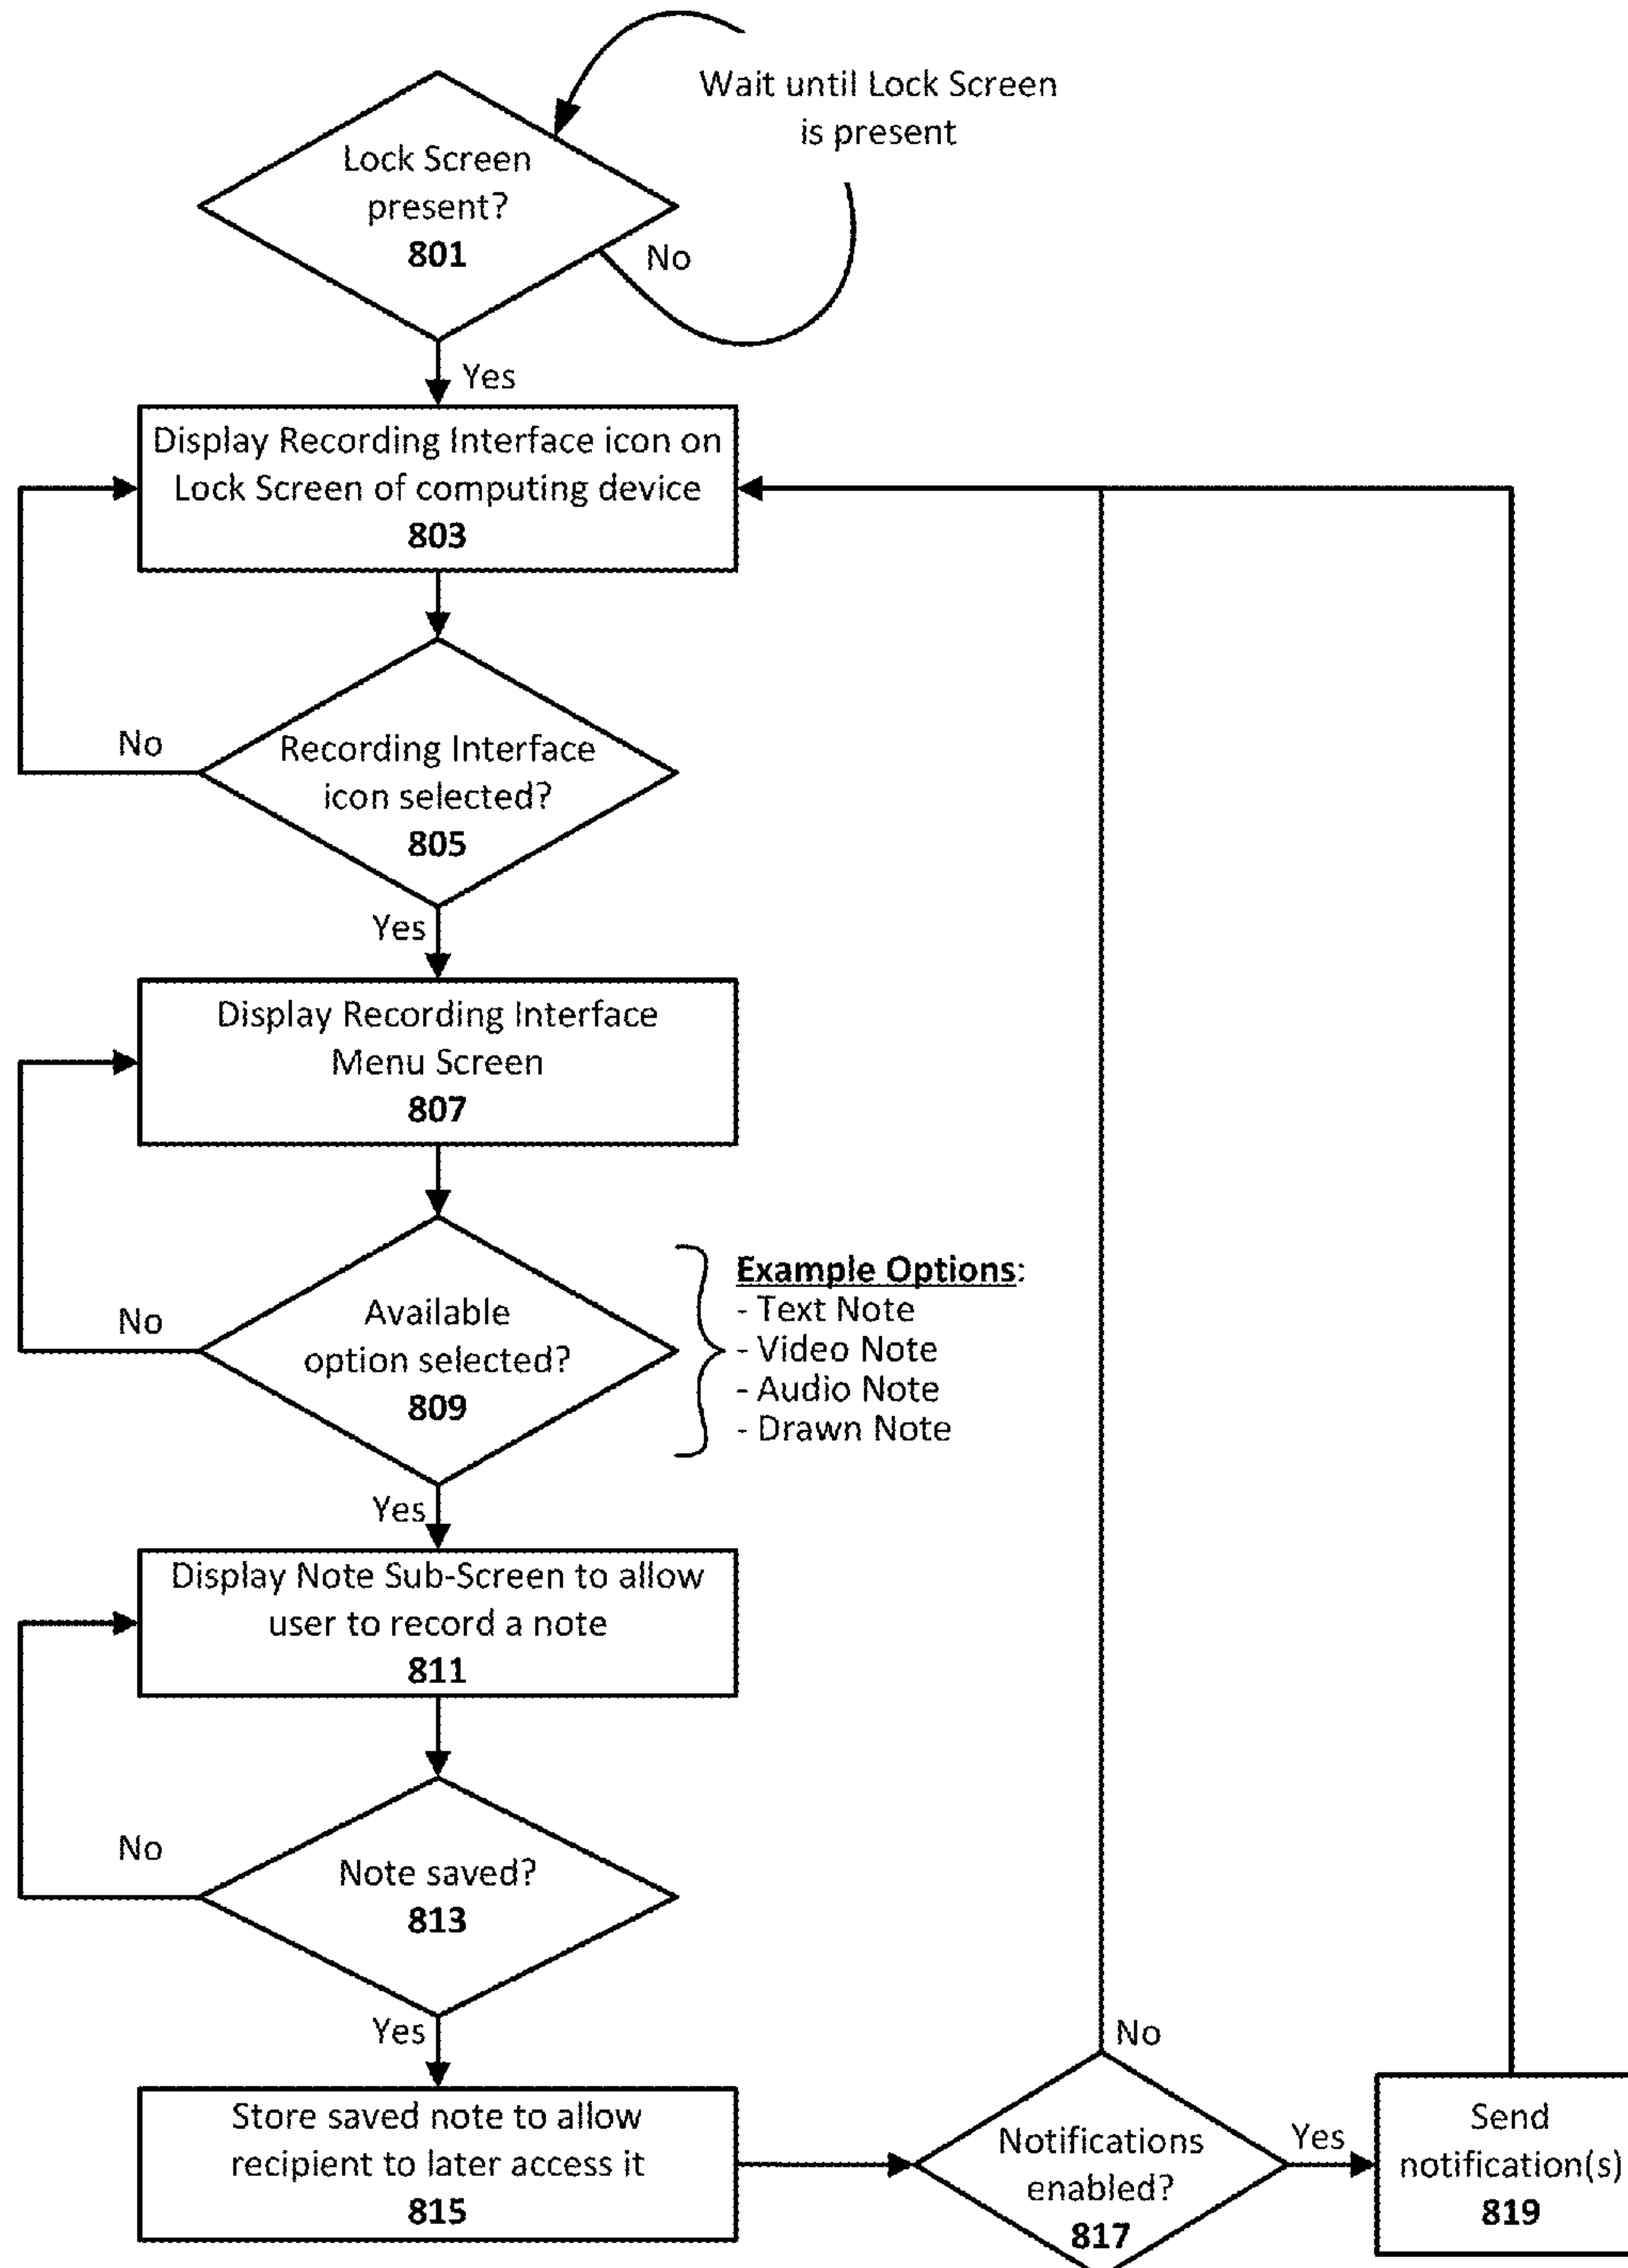 Wait until Lock Screen
is present
Lock Screen
present?
801
No
Yes
Display Recording Interface icon on
Lock Screen of computing device
803
No
Recording Interface
icon selected?
805
Yes
Display Recording Interface
Menu Screen
807
No
Available
option selected?
809
Example Options:
- Text Note
- Video Note
- Audio Note
- Drawn Note
Yes
Display Note Sub-Screen to allow
user to record a note
811
No
Note saved?
813
Yes
Store saved note to allow
recipient to later access it
815
No
Notifications
enabled?
817
Yes
Send
notification(s)
819